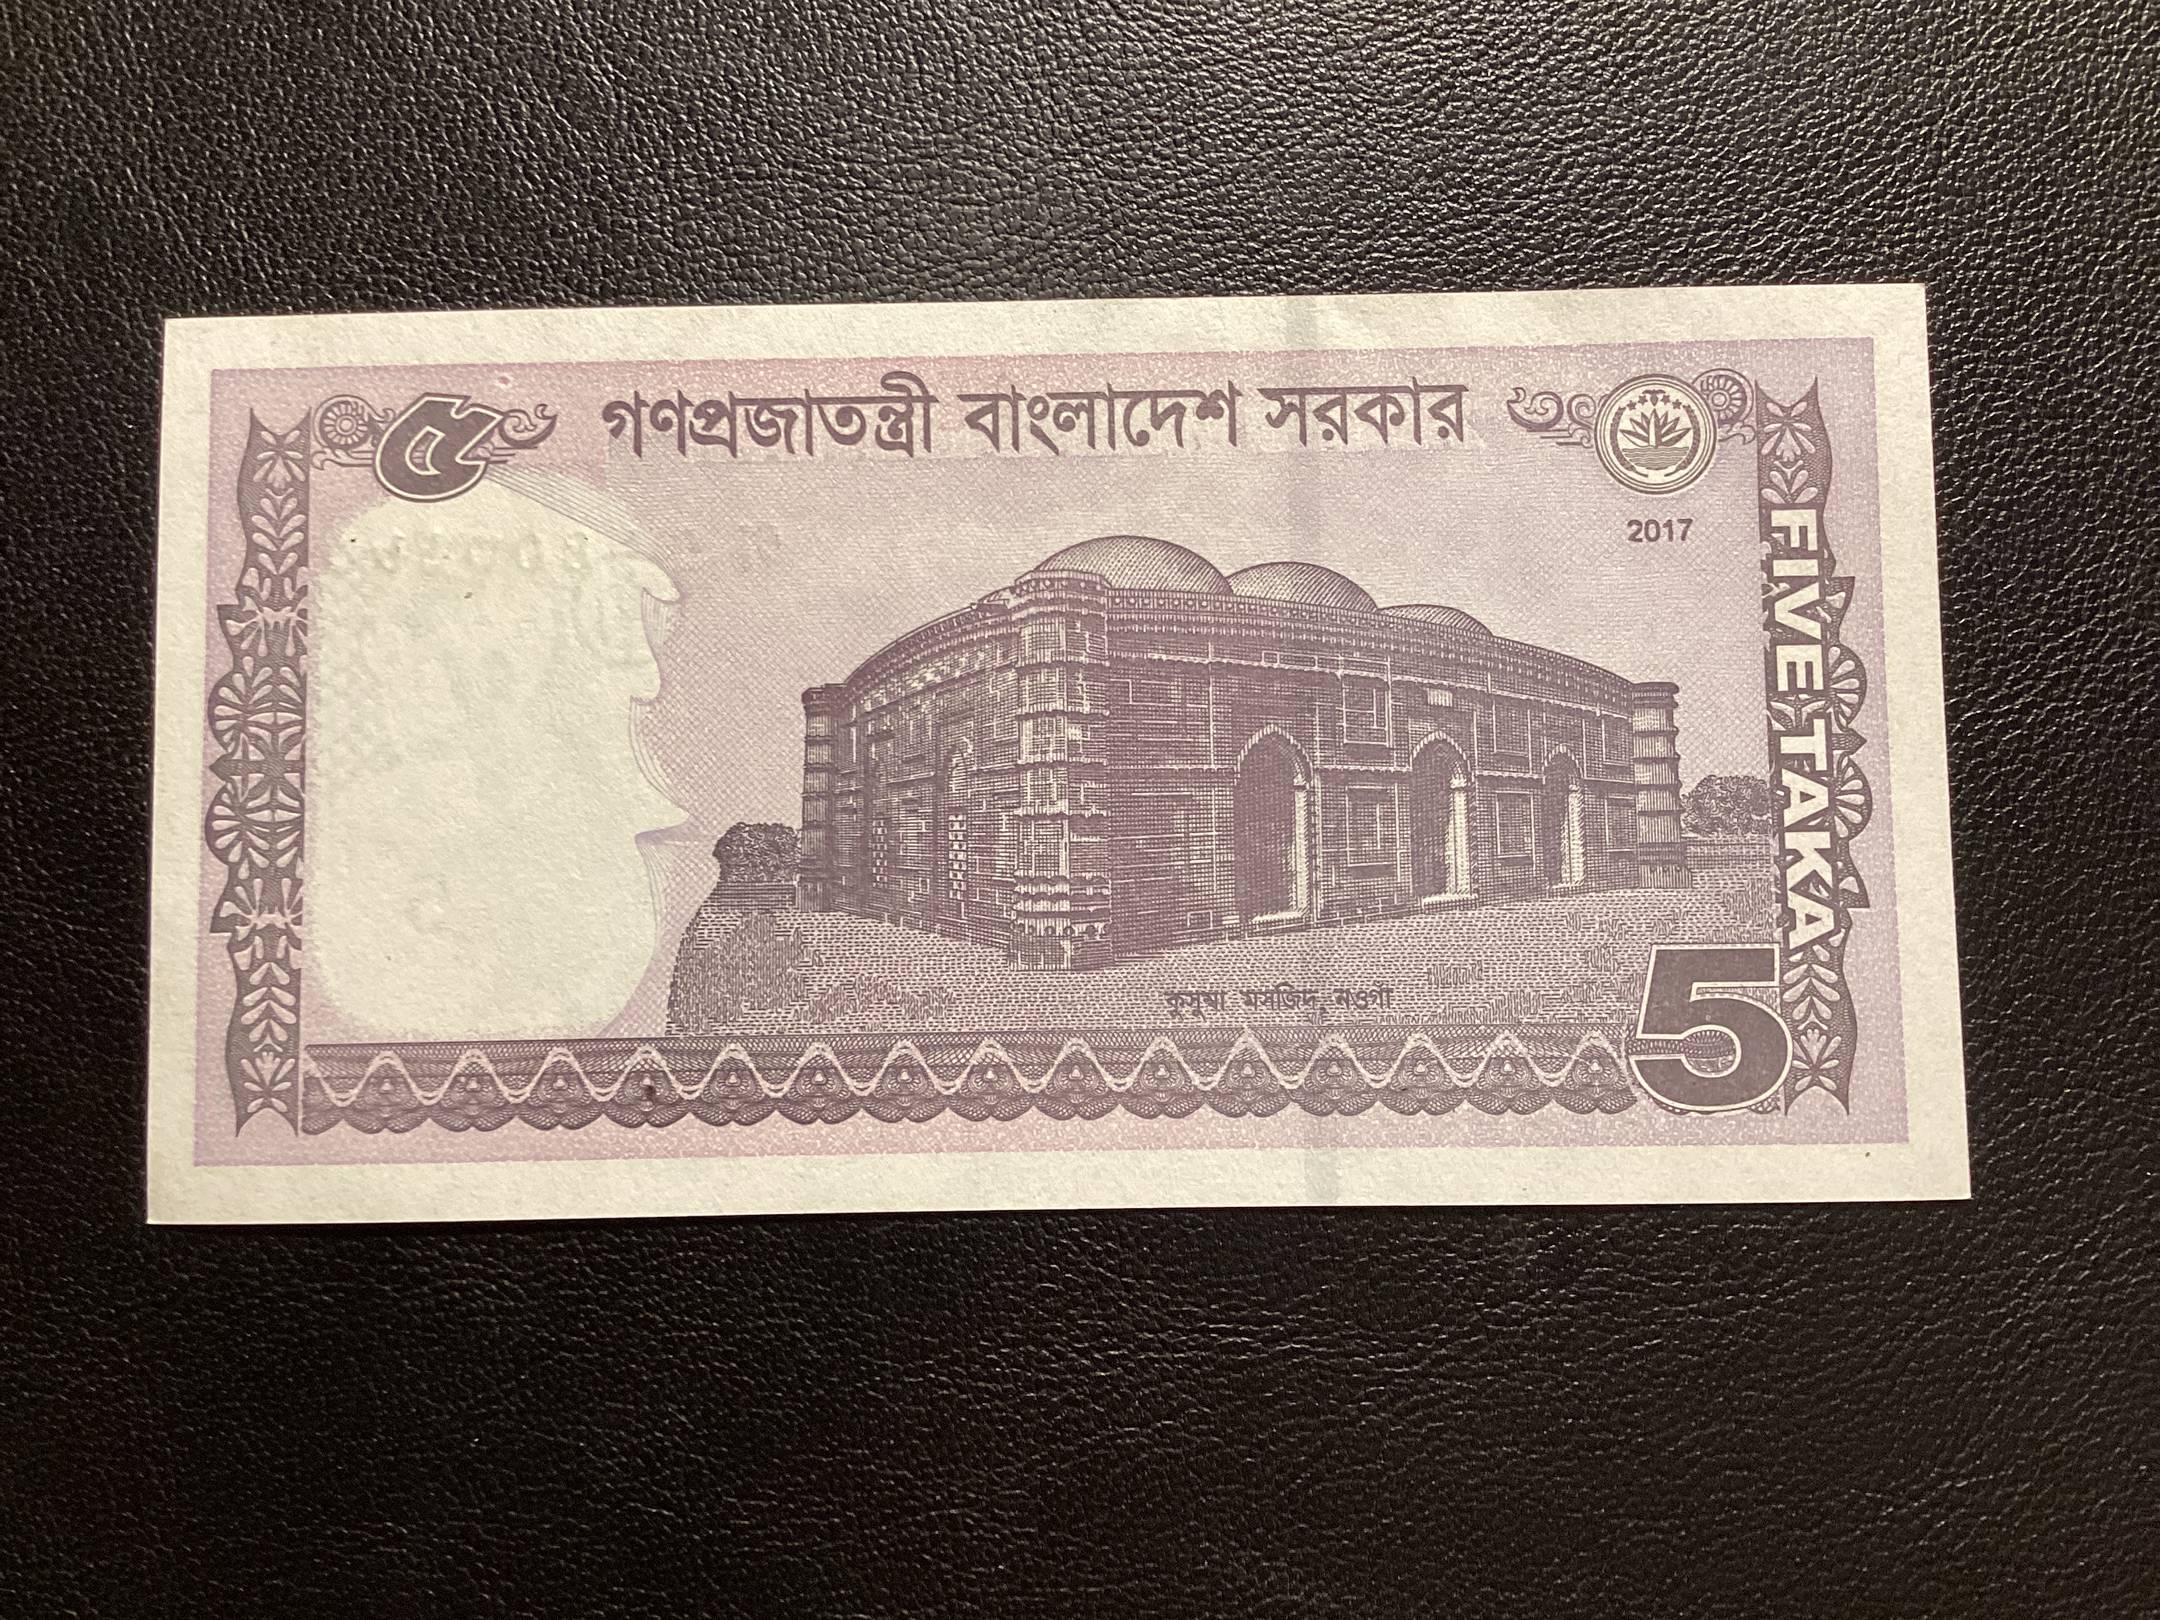 ৫
গণপ্রজাতন্ত্রী বাংলাদেশ সরকার
2017
FIVE TAKA
কুসুম্বা মসজিদ, নওগাঁ
5